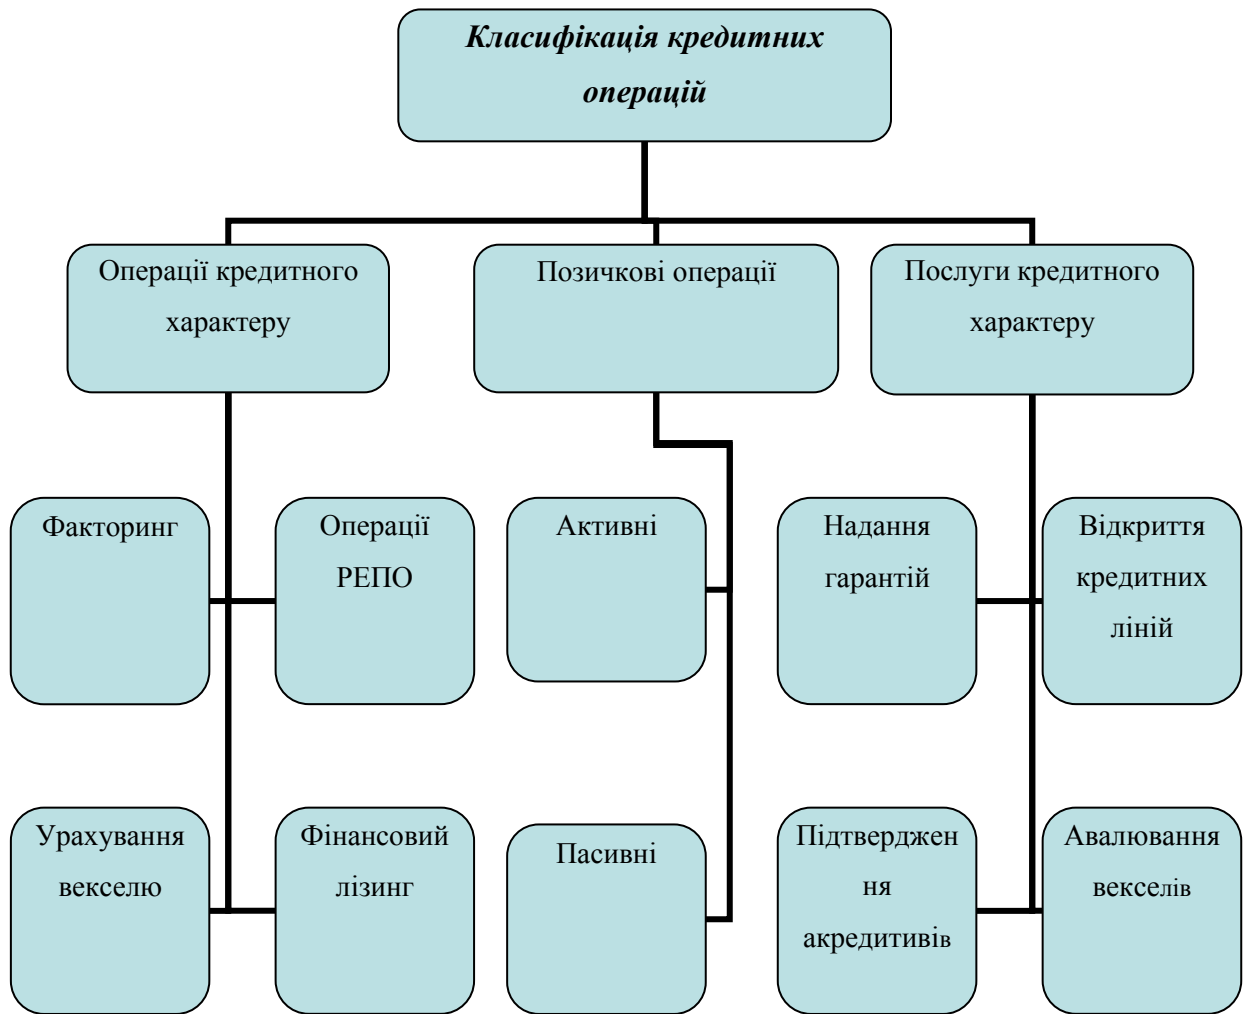 Класифікація кредитних
операцій
Операції кредитного
характеру
Позичкові операції
Послуги кредитного
характеру
Факторинг
Операції
РЕПО
Активні
Надання
гарантій
Відкриття
кредитних
ліній
Урахування
векселю
Фінансовий
лізинг
Пасивні
Підтверджен
ня
акредитивів
Авалювання
векселів